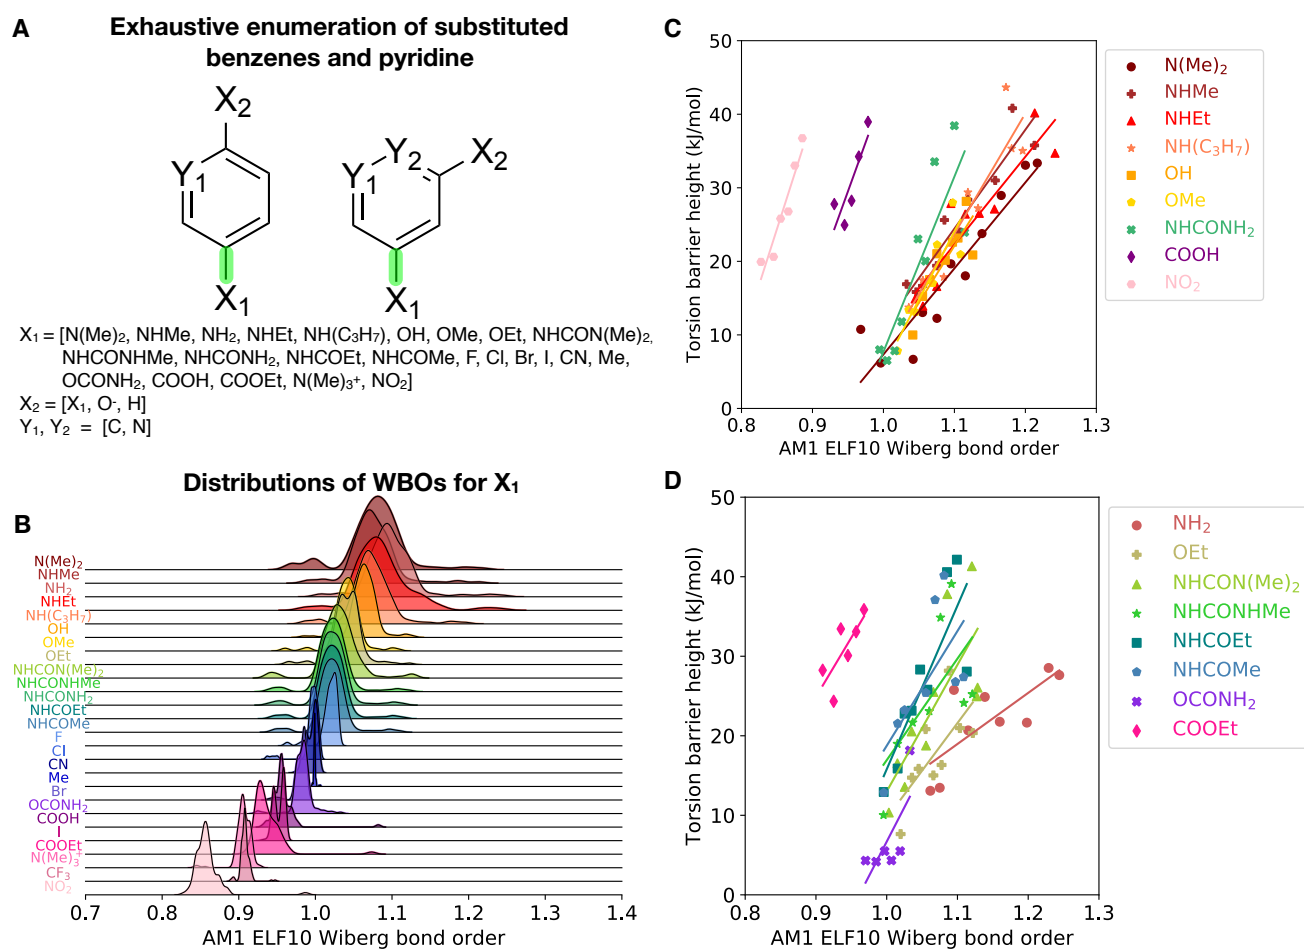 A
Exhaustive enumeration of substituted
benzenes and pyridine
X2
Y1
X1
Y2
Y1
X2
X1
X₁ = [N(Me)₂, NHMe, NH₂, NHEt, NH(C₃H₇), OH, OMe, OEt, NHCON(Me)₂,
NHCONHMe, NHCONH₂, NHCOEt, NHCOMe, F, Cl, Br, I, CN, Me,
OCONH₂, COOH, COOEt, N(Me)₃⁺, NO₂]
X₂ = [X₁, O⁻, H]
Y₁, Y₂ = [C, N]
Distributions of WBOs for X₁
B
N(Me)₂
NHMe
NH₂
NHEt
NH(C₃H₇)
OH
OMe
OEt
NHCON(Me)₂
NHCONHMe
NHCONH₂
NHCOEt
NHCOMe
F
Cl
CN
Me
Br
OCONH₂
COOH
I
COOEt
N(Me)₃⁺
CF₃
NO₂
0.7 0.8 0.9 1.0 1.1 1.2 1.3 1.4
AM1 ELF10 Wiberg bond order
C
50
40
30
20
10
0
Torsion barrier height (kJ/mol)
0.8 0.9 1.0 1.1 1.2 1.3
AM1 ELF10 Wiberg bond order
N(Me)₂
NHMe
NHEt
NH(C₃H₇)
OH
OMe
NHCONH₂
COOH
NO₂
D
50
40
30
20
10
0
Torsion barrier height (kJ/mol)
0.8 0.9 1.0 1.1 1.2 1.3
AM1 ELF10 Wiberg bond order
NH₂
OEt
NHCON(Me)₂
NHCONHMe
NHCOEt
NHCOMe
OCONH₂
COOEt